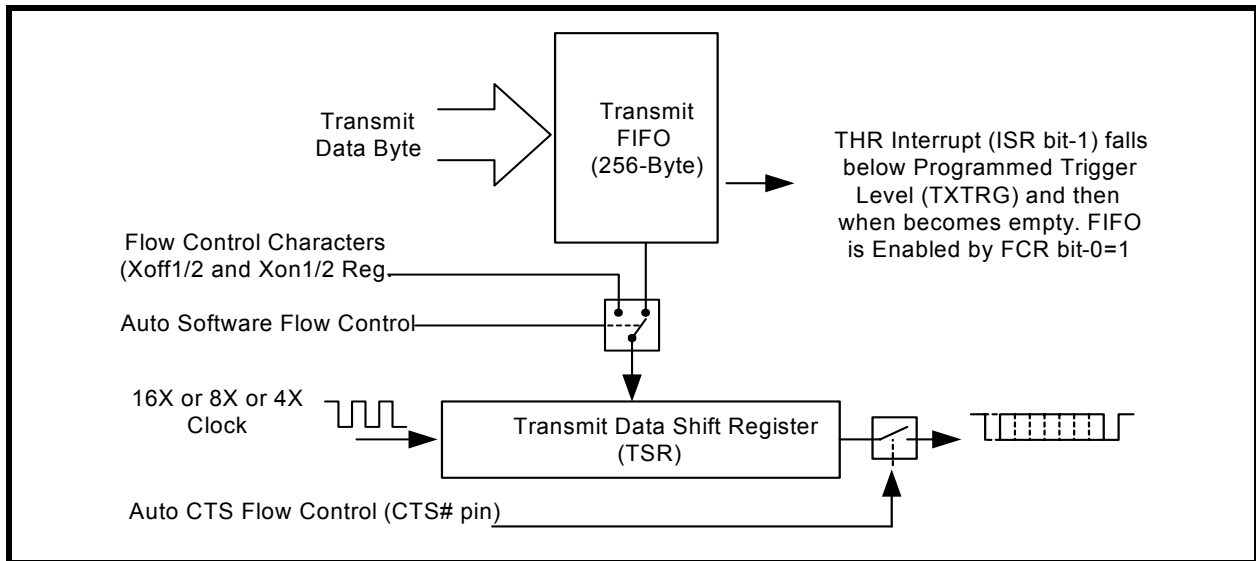 Transmit
Data Byte
Transmit
FIFO
(256-Byte)
THR Interrupt (ISR bit-1) falls
below Programmed Trigger
Level (TXTRG) and then
when becomes empty. FIFO
is Enabled by FCR bit-0=1
Flow Control Characters
(Xoff1/2 and Xon1/2 Reg.
Auto Software Flow Control
16X or 8X or 4X
Clock
Transmit Data Shift Register
(TSR)
Auto CTS Flow Control (CTS# pin)